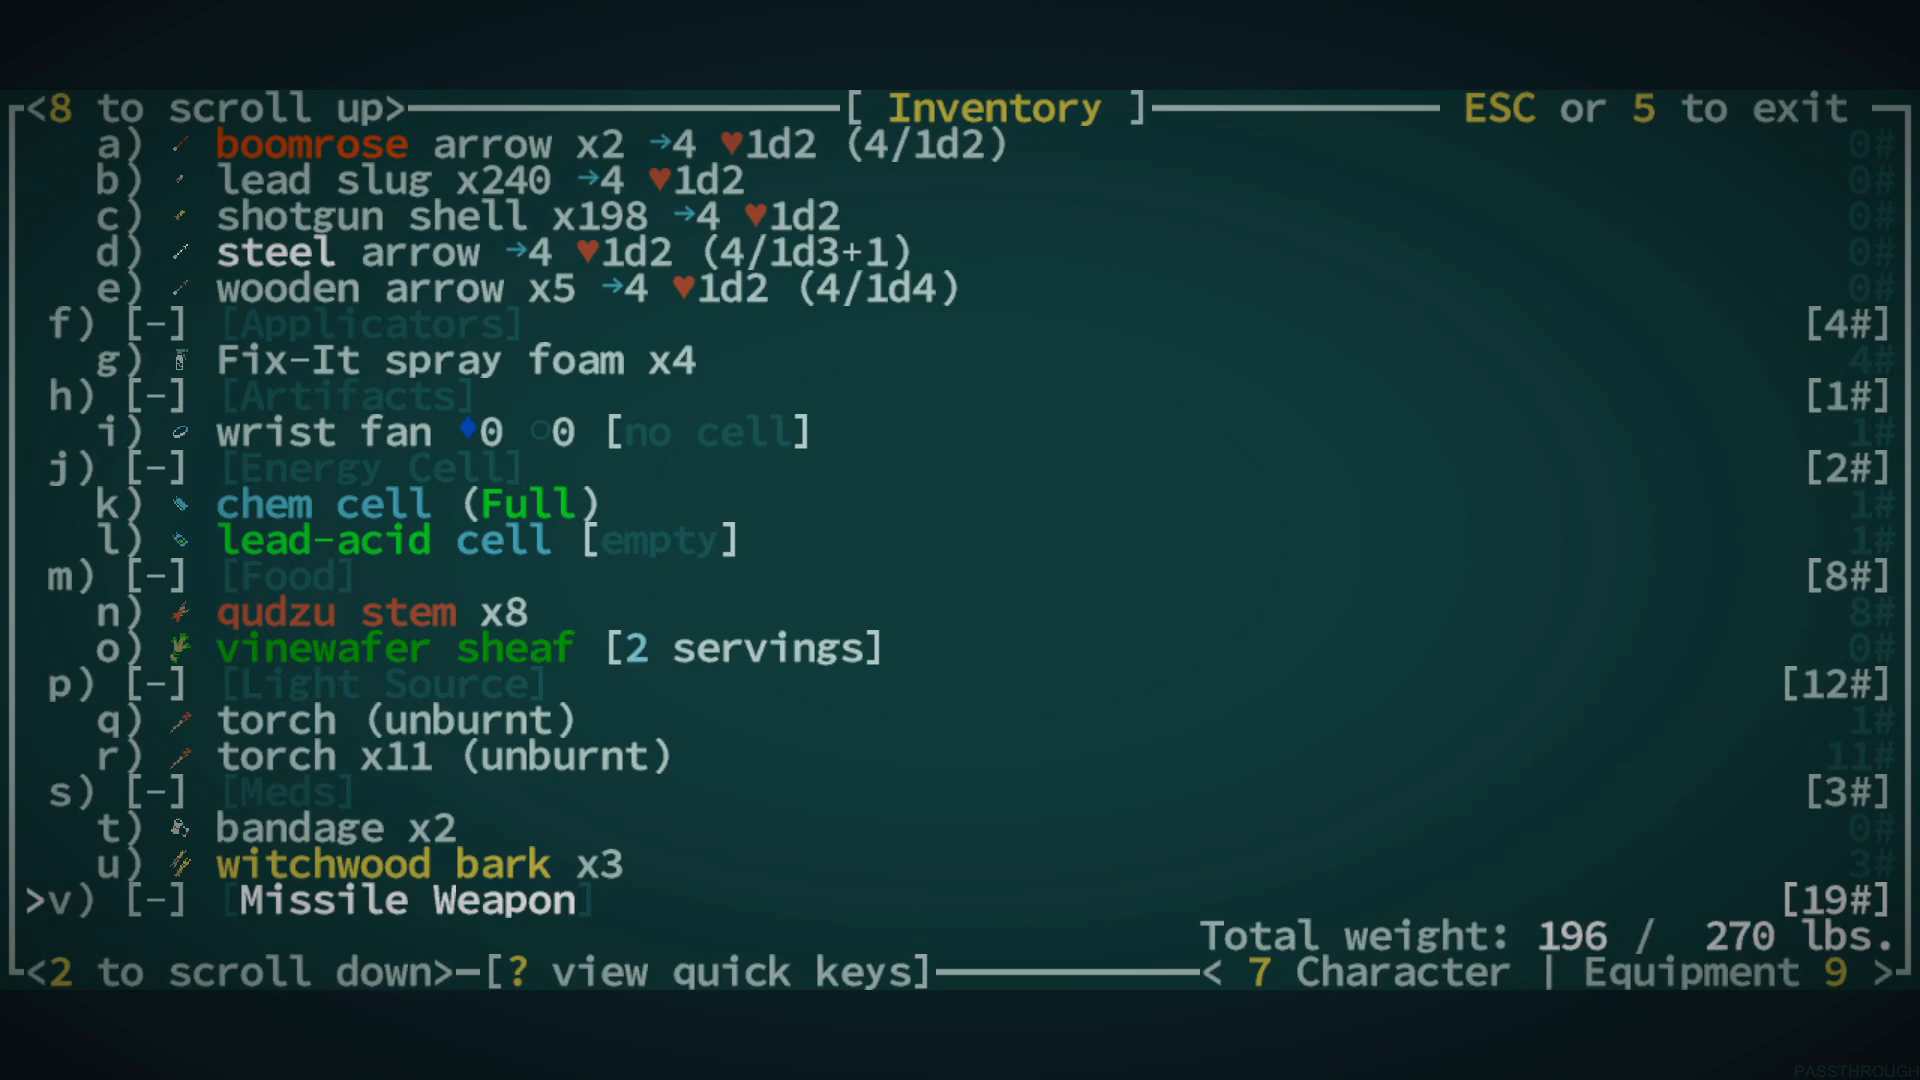 <8 to scroll up> [ Inventory ] ESC or 5 to exit
a) boomrose arrow x2 →4 ♥1d2 (4/1d2) 0#
b) lead slug x240 →4 ♥1d2 0#
c) shotgun shell x198 →4 ♥1d2 0#
d) steel arrow →4 ♥1d2 (4/1d3+1) 0#
e) wooden arrow x5 →4 ♥1d2 (4/1d4) 0#
f) [-] [Applicators] [4#]
g) Fix-It spray foam x4 4#
h) [-] [Artifacts] [1#]
i) wrist fan ♦0 ○0 [no cell] 1#
j) [-] [Energy Cell] [2#]
k) chem cell (Full) 1#
l) lead-acid cell [empty] 1#
m) [-] [Food] [8#]
n) qudzu stem x8 8#
o) vinewafer sheaf [2 servings] 0#
p) [-] [Light Source] [12#]
q) torch (unburnt) 1#
r) torch x11 (unburnt) 11#
s) [-] [Meds] [3#]
t) bandage x2 0#
u) witchwood bark x3 3#
>v) [-] [Missile Weapon] [19#]
Total weight: 196 / 270 lbs.
<2 to scroll down> [? view quick keys] < 7 Character | Equipment 9 >
PASSTHROUGH